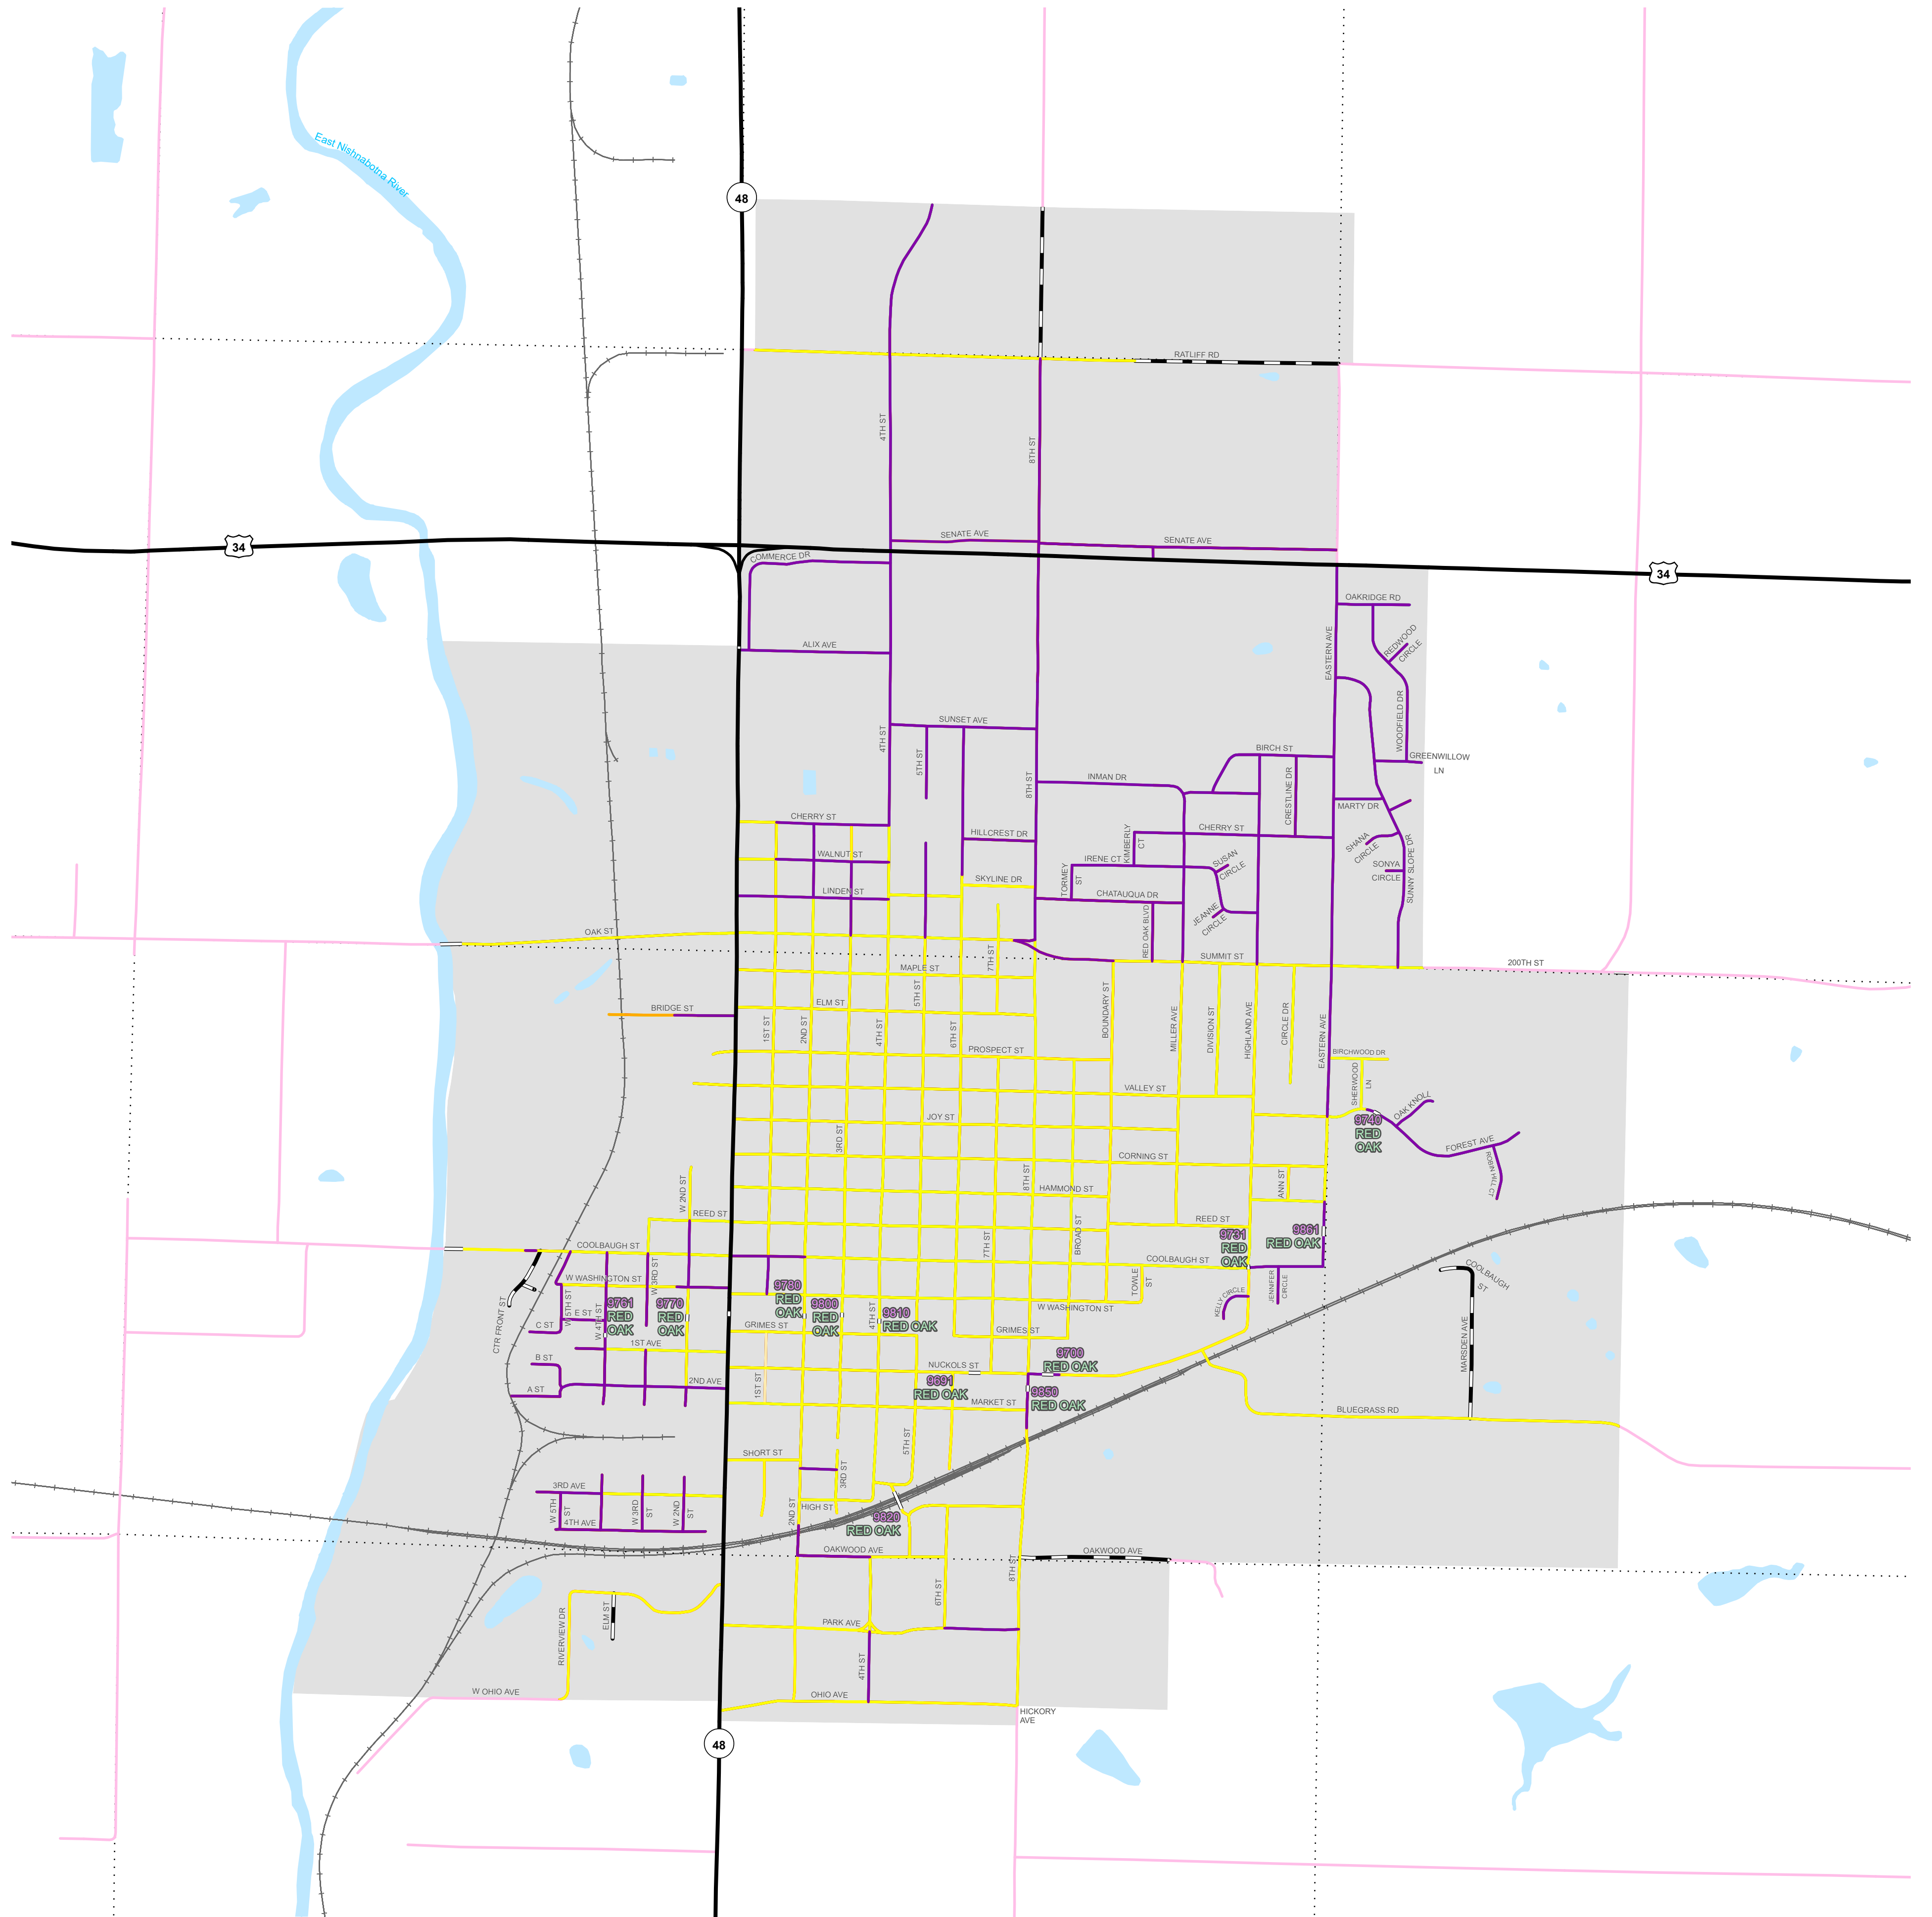 East Nishnabotna River
48
RATLIFF RD
4TH ST
8TH ST
34
SENATE AVE
SENATE AVE
COMMERCE DR
34
OAKRIDGE RD
ALIX AVE
EASTERN AVE
REDWOOD
CIRCLE
WOODFIELD DR
SUNSET AVE
4TH ST
5TH ST
8TH ST
BIRCH ST
GREENWILLOW
LN
INMAN DR
CRESTLINE DR
MARTY DR
CHERRY ST
HILLCREST DR
KIMBERLY
CT
CHERRY ST
SHANA
CIRCLE
SUNNY SLOPE DR
WALNUT ST
IRENE CT
SUSAN
CIRCLE
SONYA
CIRCLE
TORMEY
ST
SKYLINE DR
LINDEN ST
CHATAUQUA DR
JEANNE
CIRCLE
RED OAK BLVD
OAK ST
7TH ST
SUMMIT ST
200TH ST
MAPLE ST
5TH ST
BOUNDARY ST
BRIDGE ST
ELM ST
1ST ST
2ND ST
4TH ST
6TH ST
MILLER AVE
DIVISION ST
HIGHLAND AVE
CIRCLE DR
EASTERN AVE
PROSPECT ST
BIRCHWOOD DR
SHERWOOD
LN
VALLEY ST
OAK KNOLL
JOY ST
9740
RED
OAK
3RD ST
FOREST AVE
ROBIN HILL CT
CORNING ST
8TH ST
HAMMOND ST
ANN ST
W 2ND ST
REED ST
BROAD ST
REED ST
9731
RED
OAK
9861
RED OAK
7TH ST
COOLBAUGH ST
COOLBAUGH ST
W WASHINGTON ST
W 3RD ST
TOWLE
ST
JENNIFER
CIRCLE
COOLBAUGH
ST
KELLY CIRCLE
9780
RED
OAK
9800
RED
OAK
4TH ST
9810
RED OAK
W WASHINGTON ST
CTR FRONT ST
W 5TH ST
E ST
W 4TH ST
9761
RED
OAK
9770
RED
OAK
C ST
GRIMES ST
GRIMES ST
1ST AVE
MARSDEN AVE
B ST
NUCKOLS ST
9700
RED OAK
A ST
2ND AVE
1ST ST
9691
RED OAK
9850
RED OAK
MARKET ST
BLUEGRASS RD
SHORT ST
5TH ST
3RD ST
3RD AVE
W 5TH
ST
W 3RD
ST
W 2ND
ST
4TH AVE
2ND ST
HIGH ST
9820
RED OAK
OAKWOOD AVE
OAKWOOD AVE
8TH ST
6TH ST
RIVERVIEW DR
ELM ST
PARK AVE
4TH ST
W OHIO AVE
OHIO AVE
HICKORY
AVE
48